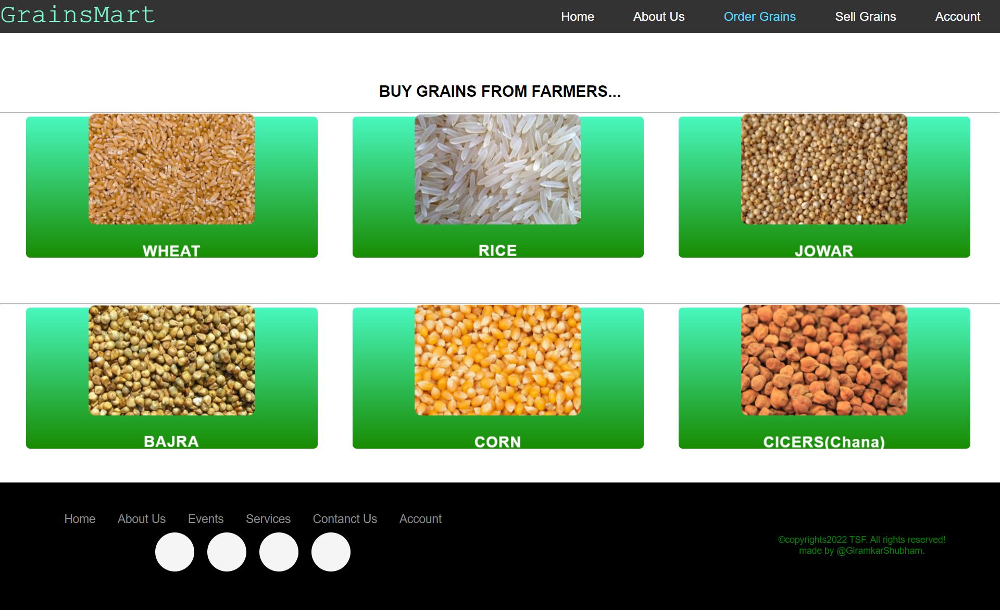 GrainsMart
Home About Us Order Grains Sell Grains Account
BUY GRAINS FROM FARMERS...
WHEAT RICE JOWAR
BAJRA CORN CICERS(Chana)
Home About Us Events Services Contanct Us Account
©copyrights2022 TSF. All rights reserved!
made by @GiramkarShubham.